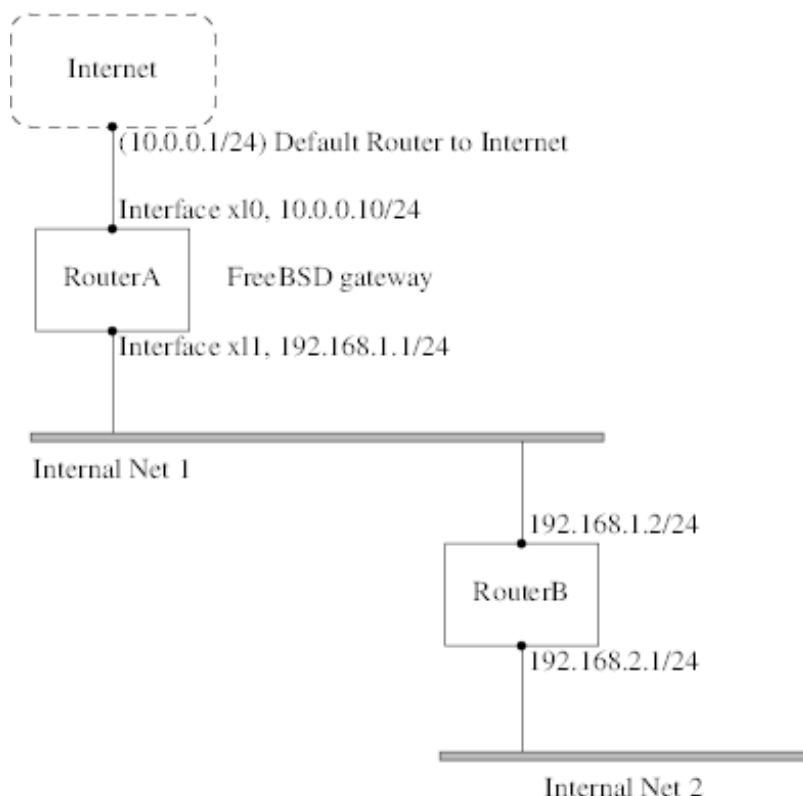 Internet
(10.0.0.1/24) Default Router to Internet
Interface xl0, 10.0.0.10/24
RouterA
FreeBSD gateway
Interface xl1, 192.168.1.1/24
Internal Net 1
192.168.1.2/24
RouterB
192.168.2.1/24
Internal Net 2